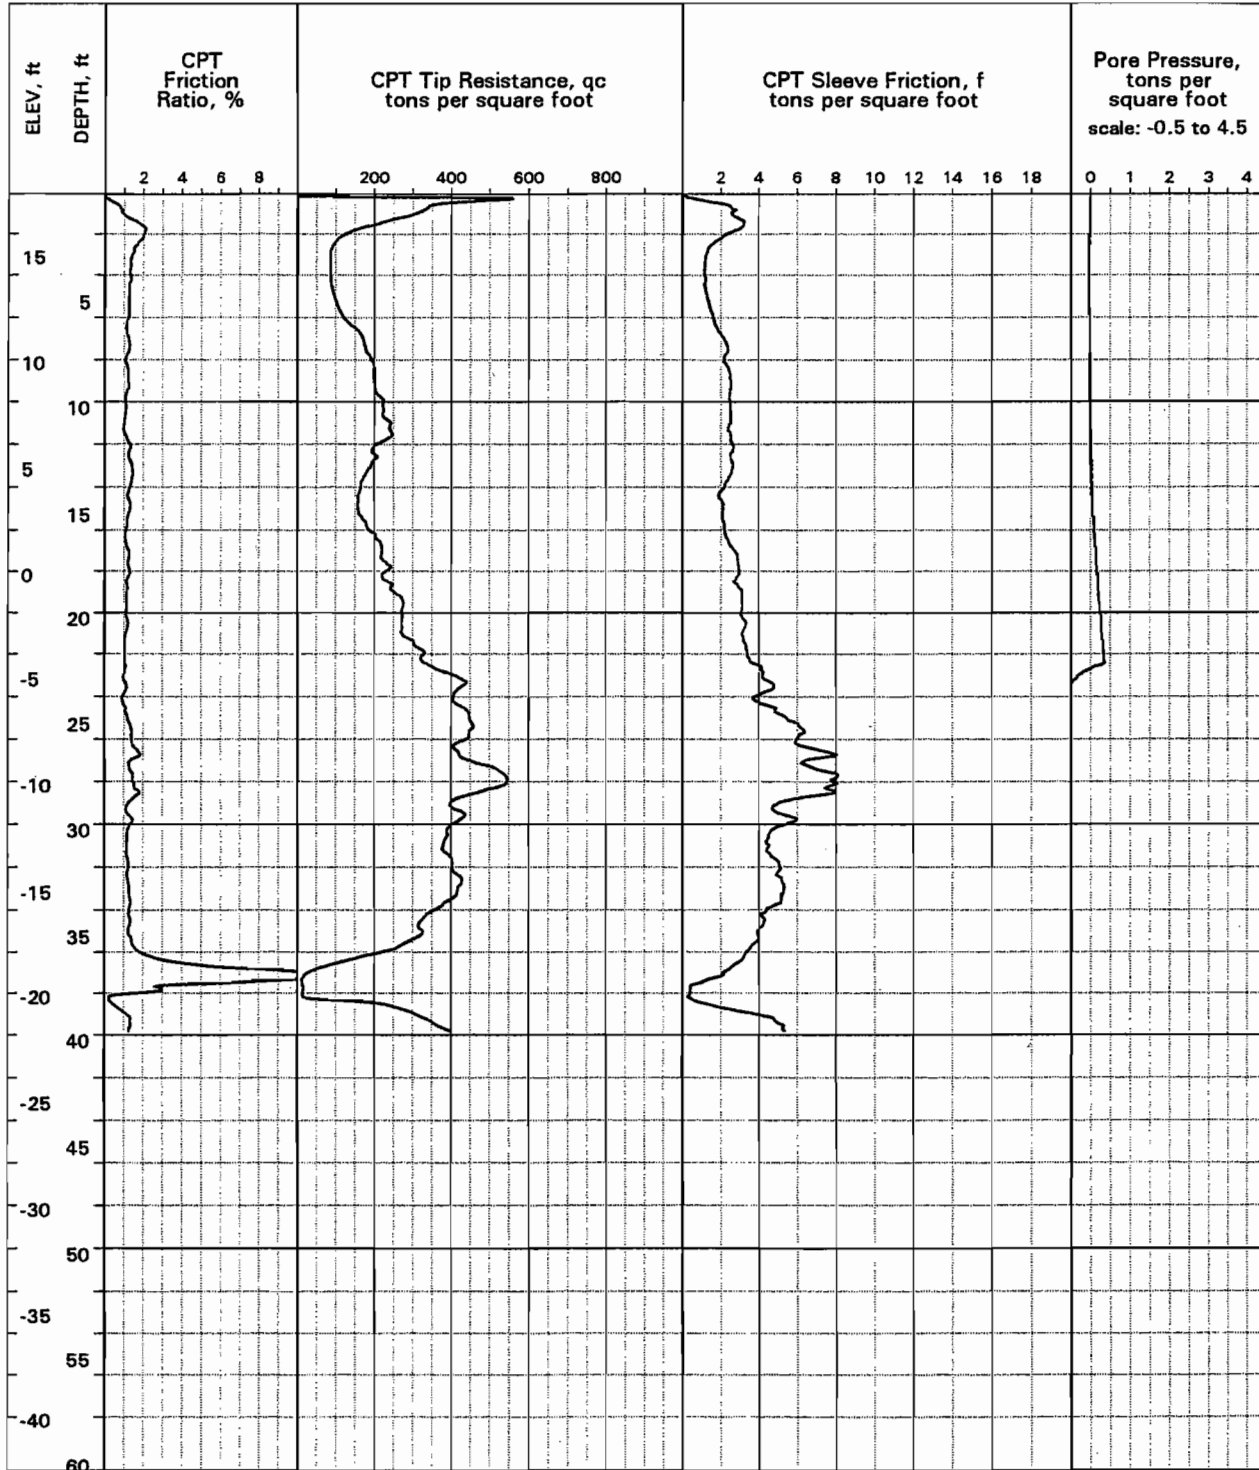 ELEV, ft
DEPTH, ft
CPT
Friction
Ratio, %
CPT Tip Resistance, qc
tons per square foot
CPT Sleeve Friction, f
tons per square foot
Pore Pressure,
tons per
square foot
scale: -0.5 to 4.5
2 4 6 8
200 400 600 800
2 4 6 8 10 12 14 16 18
0 1 2 3 4
15
5
10
10
5
15
0
20
-5
25
-10
30
-15
35
-20
40
-25
45
-30
50
-35
55
-40
60